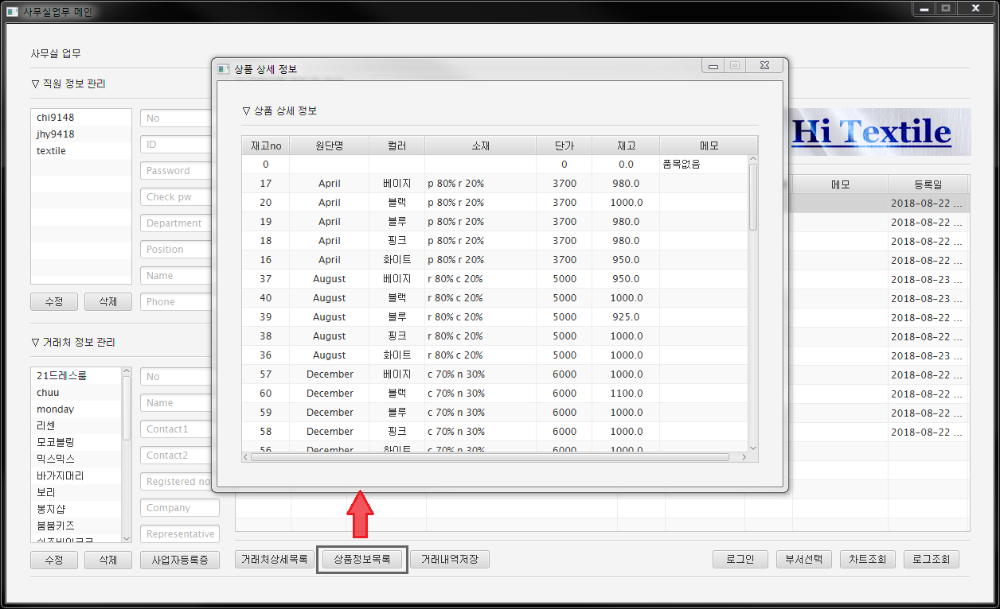 사무실업무 메인
사무실 업무
▽ 직원 정보 관리
chi9148
jhy9418
textile
No
ID
Password
Check pw
Department
Position
Name
Phone
수정 삭제
▽ 거래처 정보 관리
21드레스룸
chuu
monday
리센
모코블링
믹스믹스
바가지머리
보리
봉지샵
붐붐키즈
No
Name
Contact1
Contact2
Registered no
Company
Representative
수정 삭제 사업자등록증
상품 상세 정보
▽ 상품 상세 정보
재고no 원단명 컬러 소재 단가 재고 메모
0 0 0.0 품목없음
17 April 베이지 p 80% r 20% 3700 980.0
20 April 블랙 p 80% r 20% 3700 1000.0
19 April 블루 p 80% r 20% 3700 980.0
18 April 핑크 p 80% r 20% 3700 980.0
16 April 화이트 p 80% r 20% 3700 950.0
37 August 베이지 r 80% c 20% 5000 950.0
40 August 블랙 r 80% c 20% 5000 1000.0
39 August 블루 r 80% c 20% 5000 925.0
38 August 핑크 r 80% c 20% 5000 1000.0
36 August 화이트 r 80% c 20% 5000 1000.0
57 December 베이지 c 70% n 30% 6000 1000.0
60 December 블랙 c 70% n 30% 6000 1100.0
59 December 블루 c 70% n 30% 6000 1000.0
58 December 핑크 c 70% n 30% 6000 1000.0
56 December 화이트 c 70% n 30% 6000 1000.0
Hi Textile
메모 등록일
2018-08-22 ...
2018-08-22 ...
2018-08-22 ...
2018-08-22 ...
2018-08-23 ...
2018-08-23 ...
2018-08-22 ...
2018-08-22 ...
2018-08-23 ...
2018-08-22 ...
2018-08-22 ...
2018-08-22 ...
2018-08-22 ...
거래처상세목록 상품정보목록 거래내역저장 로그인 부서선택 차트조회 로그조회